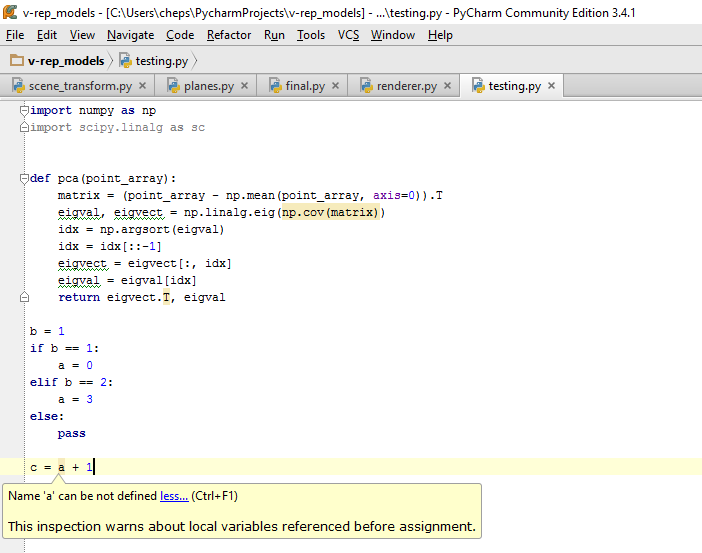 v-rep_models - [C:\Users\cheps\PycharmProjects\v-rep_models] - ...\testing.py - PyCharm Community Edition 3.4.1
File Edit View Navigate Code Refactor Run Tools VCS Window Help
v-rep_models testing.py
scene_transform.py planes.py final.py renderer.py testing.py
import numpy as np
import scipy.linalg as sc
def pca(point_array):
    matrix = (point_array - np.mean(point_array, axis=0)).T
    eigval, eigvect = np.linalg.eig(np.cov(matrix))
    idx = np.argsort(eigval)
    idx = idx[::-1]
    eigvect = eigvect[:, idx]
    eigval = eigval[idx]
    return eigvect.T, eigval
b = 1
if b == 1:
    a = 0
elif b == 2:
    a = 3
else:
    pass
c = a + 1
Name 'a' can be not defined less... (Ctrl+F1)
This inspection warns about local variables referenced before assignment.